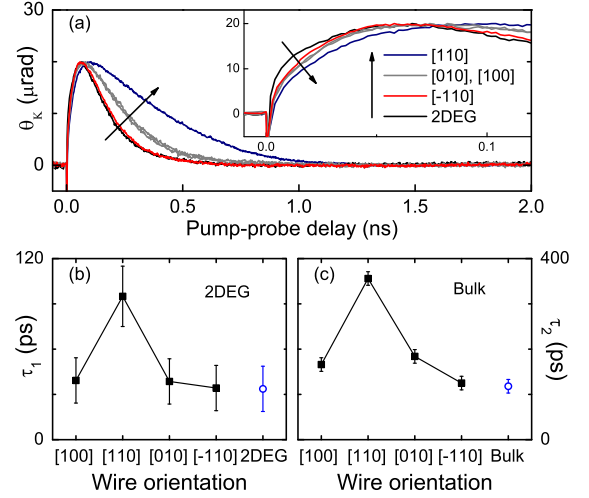 30
(a)
20
[110]
[010], [100]
[-110]
2DEG
10
0
0.0
0.1
θK (μrad)
0
0.0
0.5
1.0
1.5
2.0
Pump-probe delay (ns)
120
(b)
2DEG
τ1 (ps)
0
[100] [110] [010] [-110] 2DEG
Wire orientation
(c)
Bulk
400
τ2 (ps)
0
[100] [110] [010] [-110] Bulk
Wire orientation